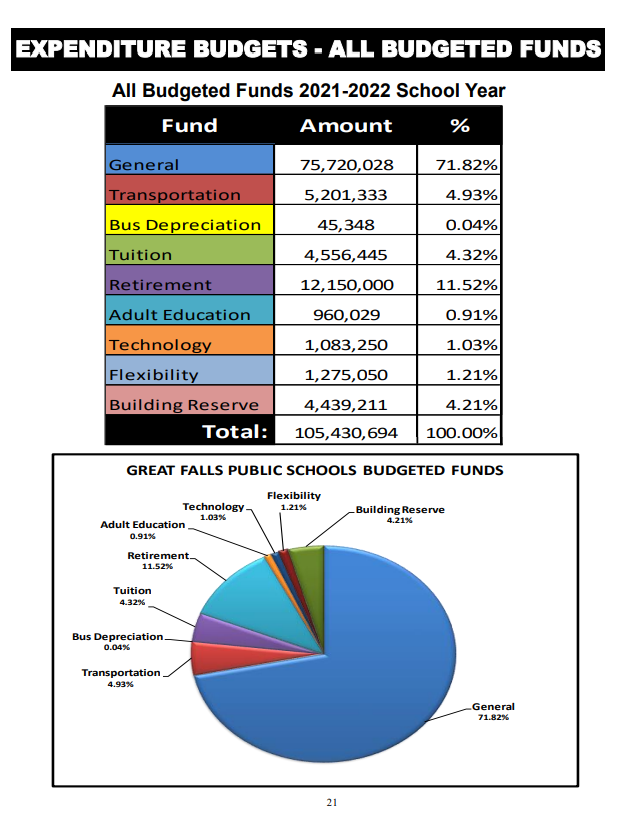 EXPENDITURE BUDGETS - ALL BUDGETED FUNDS
All Budgeted Funds 2021-2022 School Year
Fund Amount %
General 75,720,028 71.82%
Transportation 5,201,333 4.93%
Bus Depreciation 45,348 0.04%
Tuition 4,556,445 4.32%
Retirement 12,150,000 11.52%
Adult Education 960,029 0.91%
Technology 1,083,250 1.03%
Flexibility 1,275,050 1.21%
Building Reserve 4,439,211 4.21%
Total: 105,430,694 100.00%
GREAT FALLS PUBLIC SCHOOLS BUDGETED FUNDS
Flexibility
1.21%
Technology
1.03%
Building Reserve
4.21%
Adult Education
0.91%
Retirement
11.52%
Tuition
4.32%
Bus Depreciation
0.04%
Transportation
4.93%
General
71.82%
21